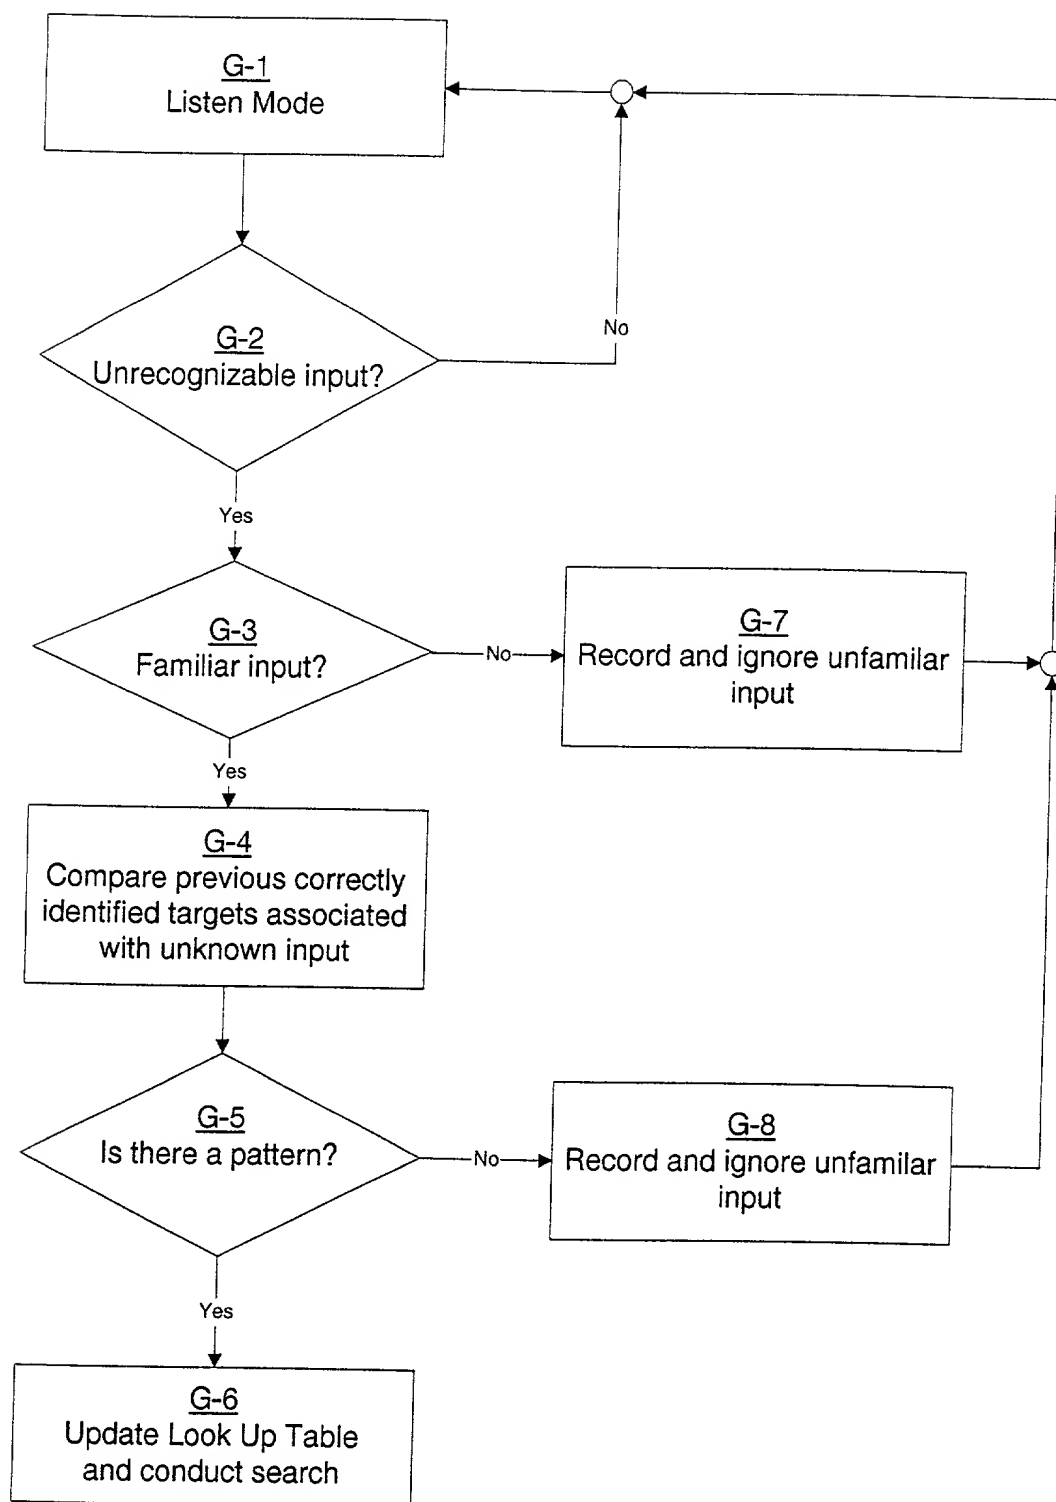 G-1
Listen Mode
G-2
Unrecognizable input?
No
Yes
G-3
Familiar input?
No
G-7
Record and ignore unfamilar
input
Yes
G-4
Compare previous correctly
identified targets associated
with unknown input
G-5
Is there a pattern?
No
G-8
Record and ignore unfamilar
input
Yes
G-6
Update Look Up Table
and conduct search